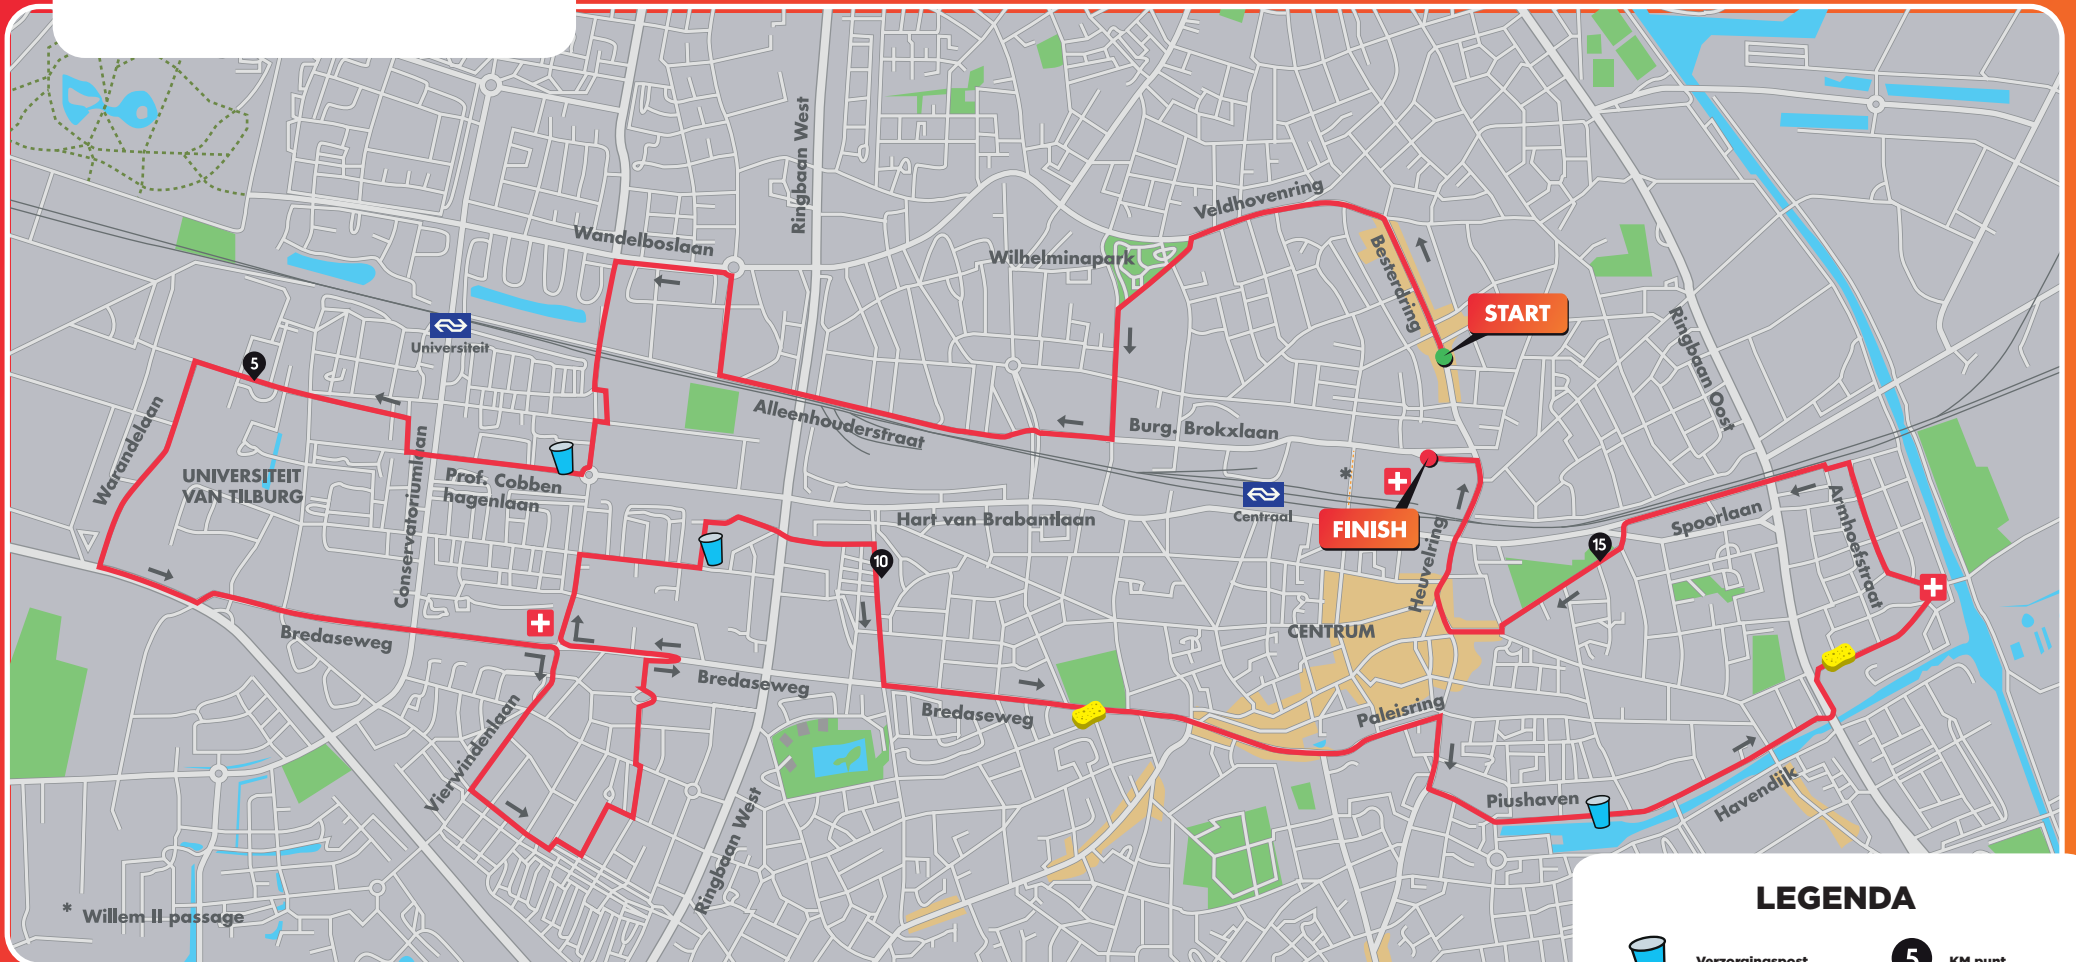 Ringbaan West
Veldhovenring
Wandelboslaan
Wilhelminapark
Besterdring
START
Ringbaan Oost
Universiteit
5
Alleenhouderstraat
Burg. Brokxlaan
Warandelaan
UNIVERSITEIT
VAN TILBURG
Conservatoriumlaan
Prof. Cobben
hagenlaan
*
Centraal
Hart van Brabantlaan
FINISH
Heuvelring
Spoorlaan
Armhoefstraat
15
10
CENTRUM
Bredaseweg
Bredaseweg
Bredaseweg
Paleisring
Vierwindenlaan
Ringbaan West
Piushaven
Havendijk
* Willem II passage
LEGENDA
Verzorgingspost
5
KM punt